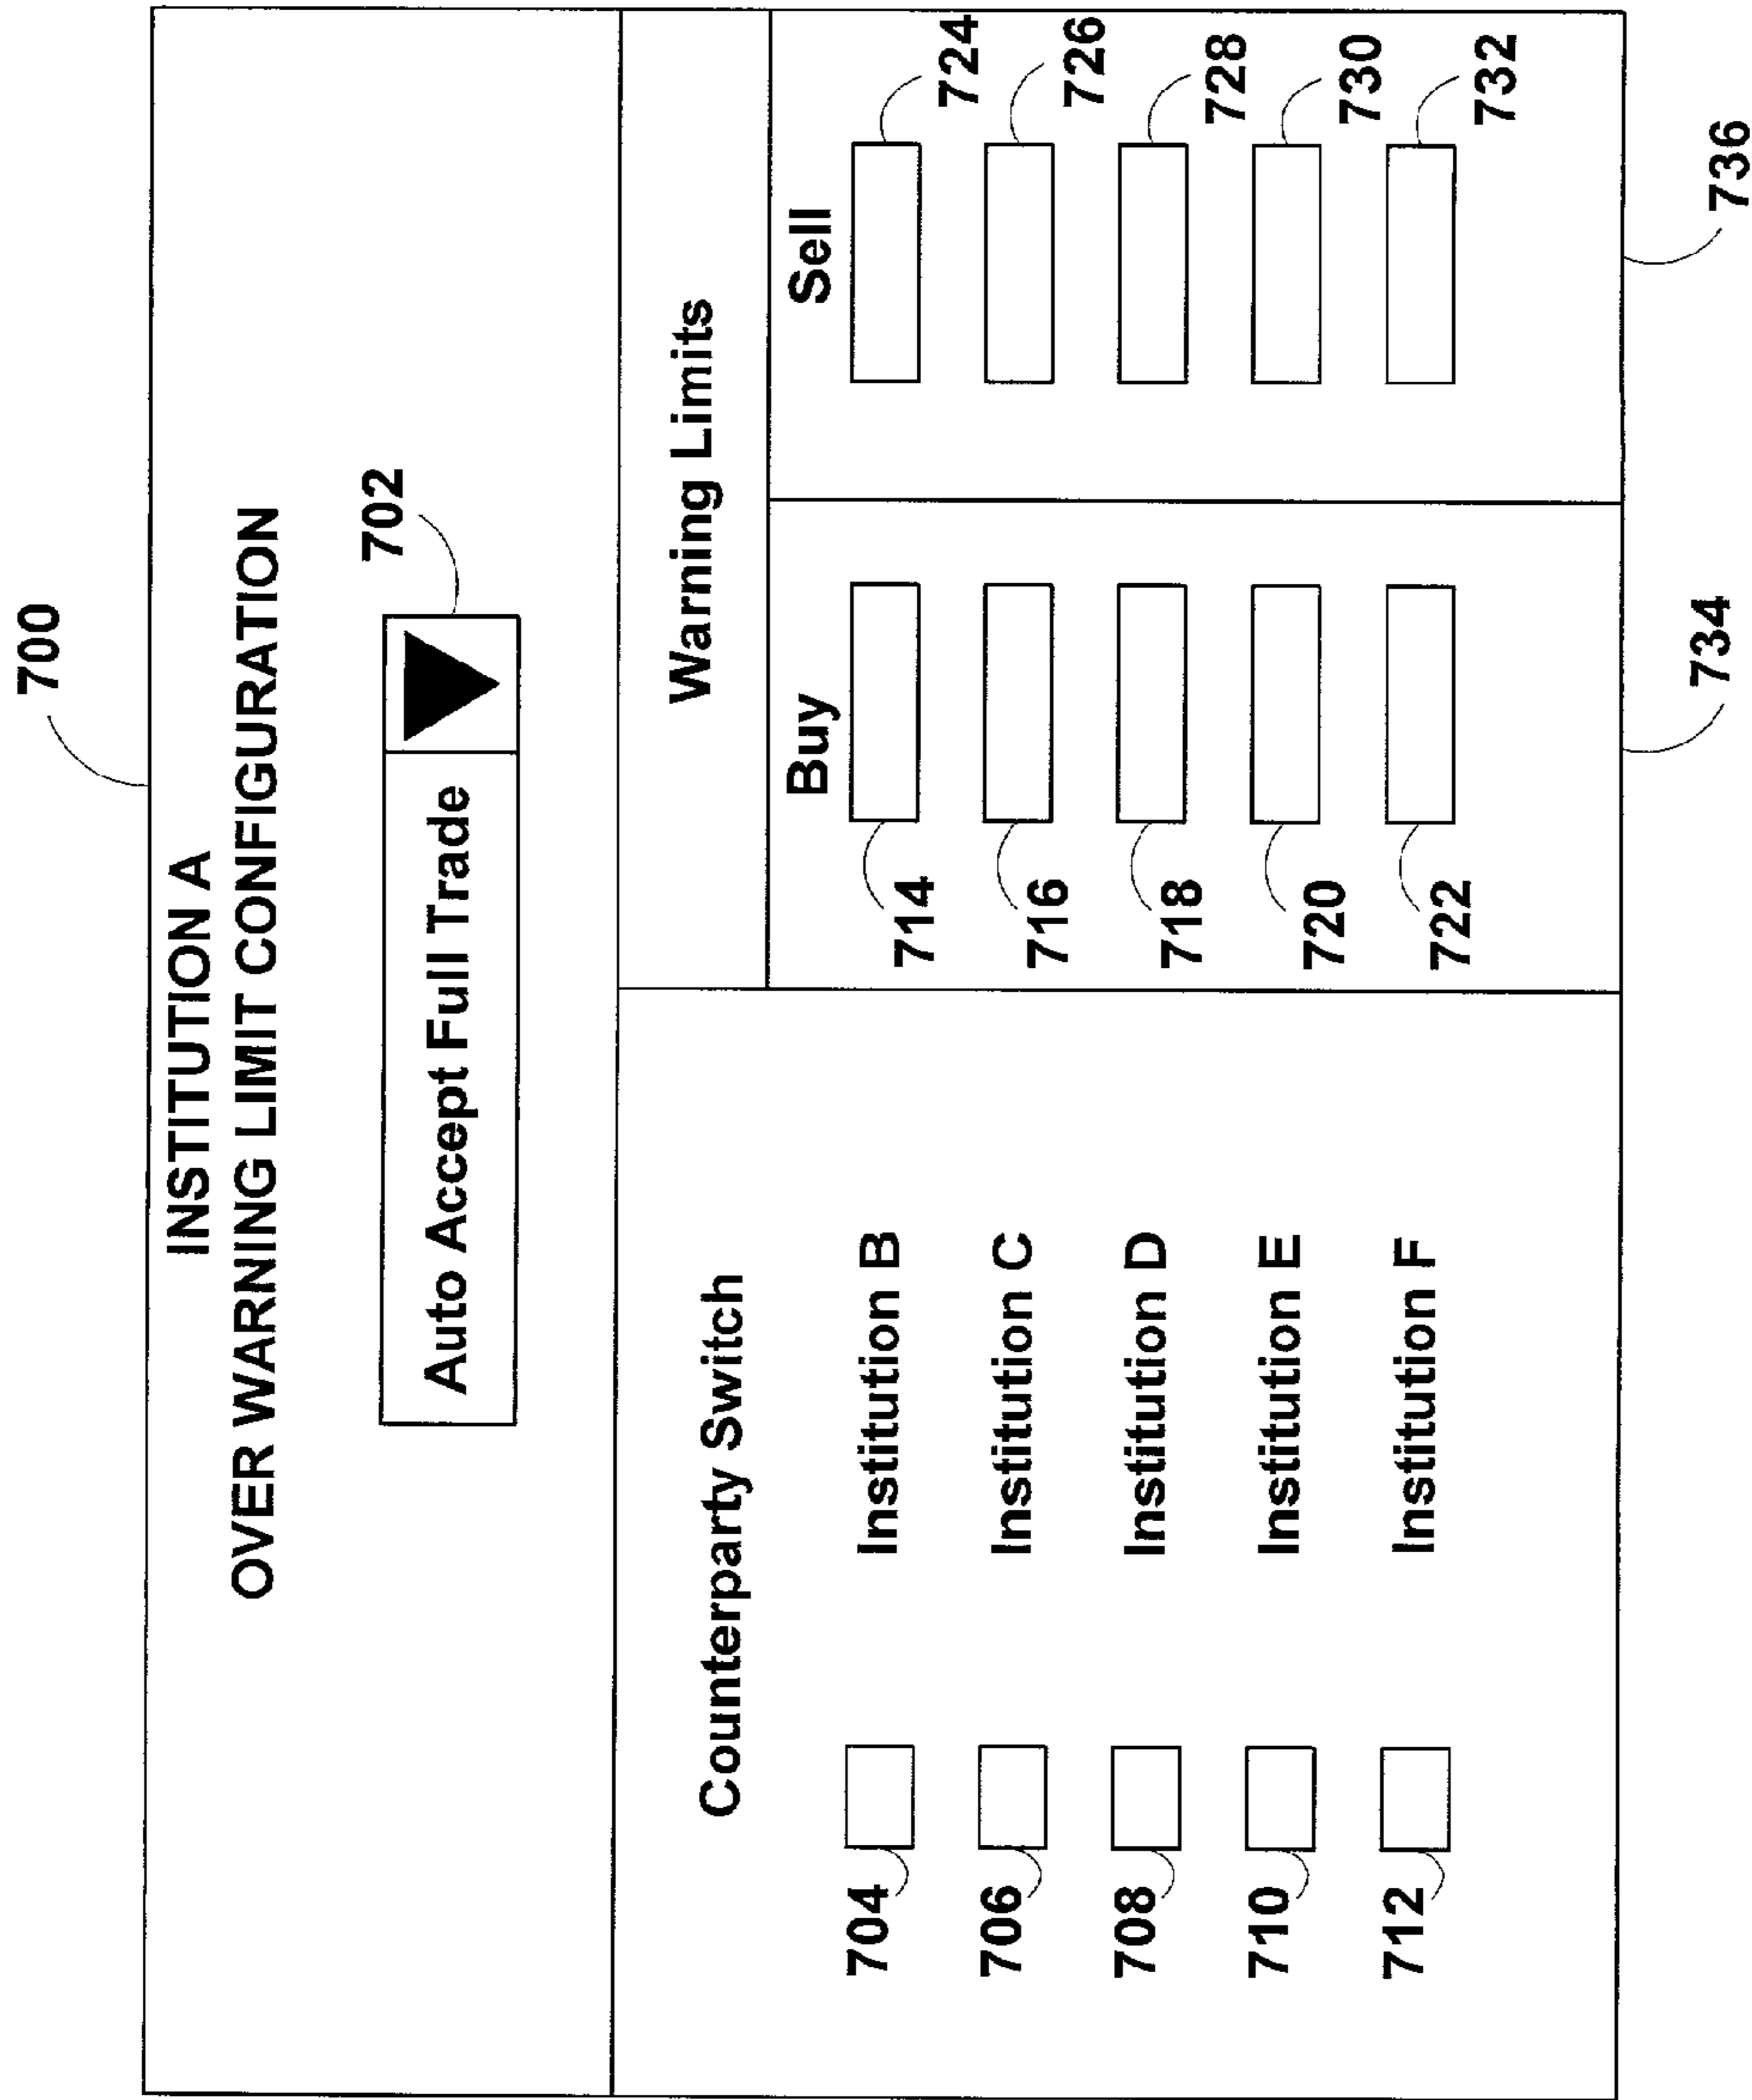 700
INSTITUTION A
OVER WARNING LIMIT CONFIGURATION
702
Auto Accept Full Trade
Counterparty Switch
Warning Limits
Buy
Sell
704
Institution B
714
724
706
Institution C
716
726
708
Institution D
718
728
710
Institution E
720
730
712
Institution F
722
732
734
736